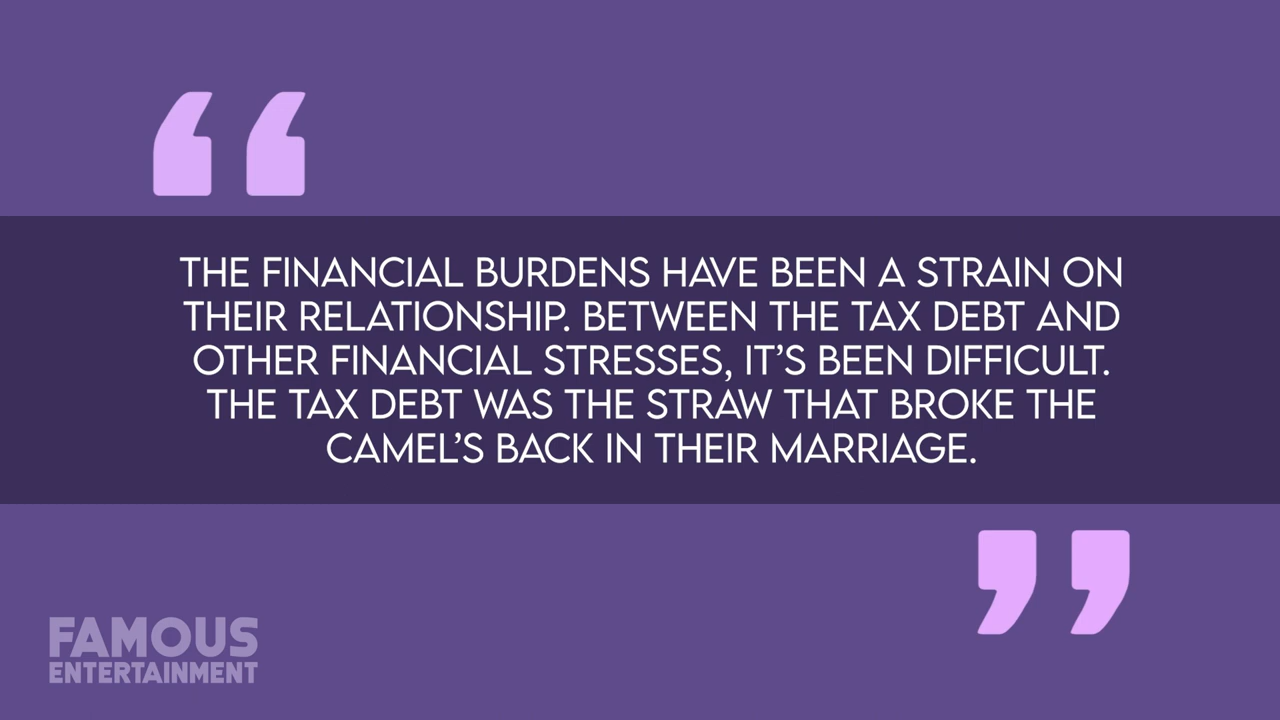 THE FINANCIAL BURDENS HAVE BEEN A STRAIN ON
THEIR RELATIONSHIP. BETWEEN THE TAX DEBT AND
OTHER FINANCIAL STRESSES, IT’S BEEN DIFFICULT.
THE TAX DEBT WAS THE STRAW THAT BROKE THE
CAMEL’S BACK IN THEIR MARRIAGE.
FAMOUS
ENTERTAINMENT